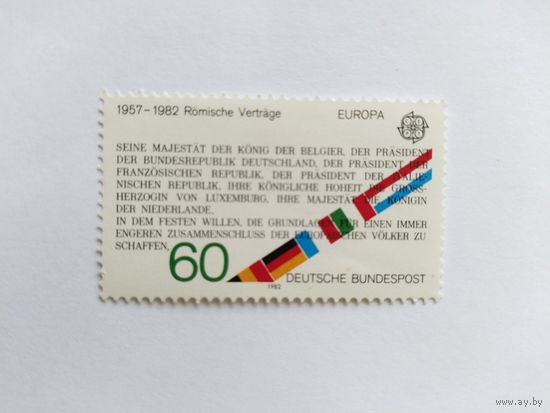 1957–1982 Römische Verträge EUROPA
SEINE MAJESTÄT DER KÖNIG DER BELGIER, DER PRÄSIDENT
DER BUNDESREPUBLIK DEUTSCHLAND, DER PRÄSIDENT DER
FRANZÖSISCHEN REPUBLIK, DER PRÄSIDENT DER ITALIE-
NISCHEN REPUBLIK, IHRE KÖNIGLICHE HOHEIT DIE GROSS-
HERZOGIN VON LUXEMBURG, IHRE MAJESTÄT DIE KÖNIGIN
DER NIEDERLANDE,
IN DEM FESTEN WILLEN, DIE GRUNDLAGEN FÜR EINEN IMMER
ENGEREN ZUSAMMENSCHLUSS DER EUROPÄISCHEN VÖLKER ZU
SCHAFFEN,
60
DEUTSCHE BUNDESPOST
1982
www.ay.by